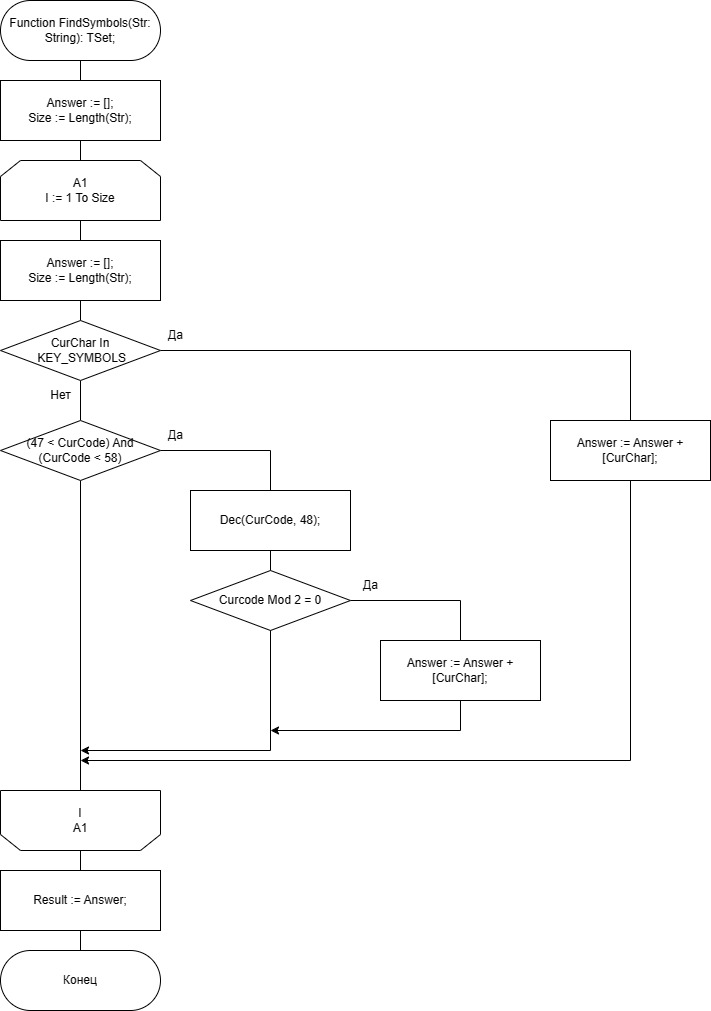 Function FindSymbols(Str:
String): TSet;
Answer := [];
Size := Length(Str);
A1
I := 1 To Size
Answer := [];
Size := Length(Str);
CurChar In
KEY_SYMBOLS
Да
Нет
(47 < CurCode) And
(CurCode < 58)
Да
Answer := Answer +
[CurChar];
Dec(CurCode, 48);
Curcode Mod 2 = 0
Да
Answer := Answer +
[CurChar];
I
A1
Result := Answer;
Конец